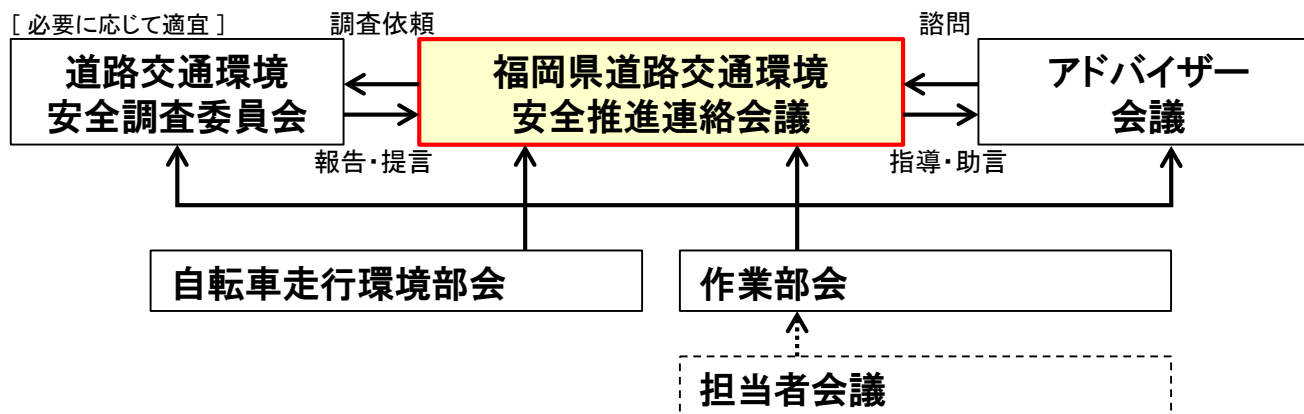 [ 必要に応じて適宜 ]
調査依頼
諮問
道路交通環境
安全調査委員会
福岡県道路交通環境
安全推進連絡会議
アドバイザー
会議
報告・提言
指導・助言
自転車走行環境部会
作業部会
担当者会議